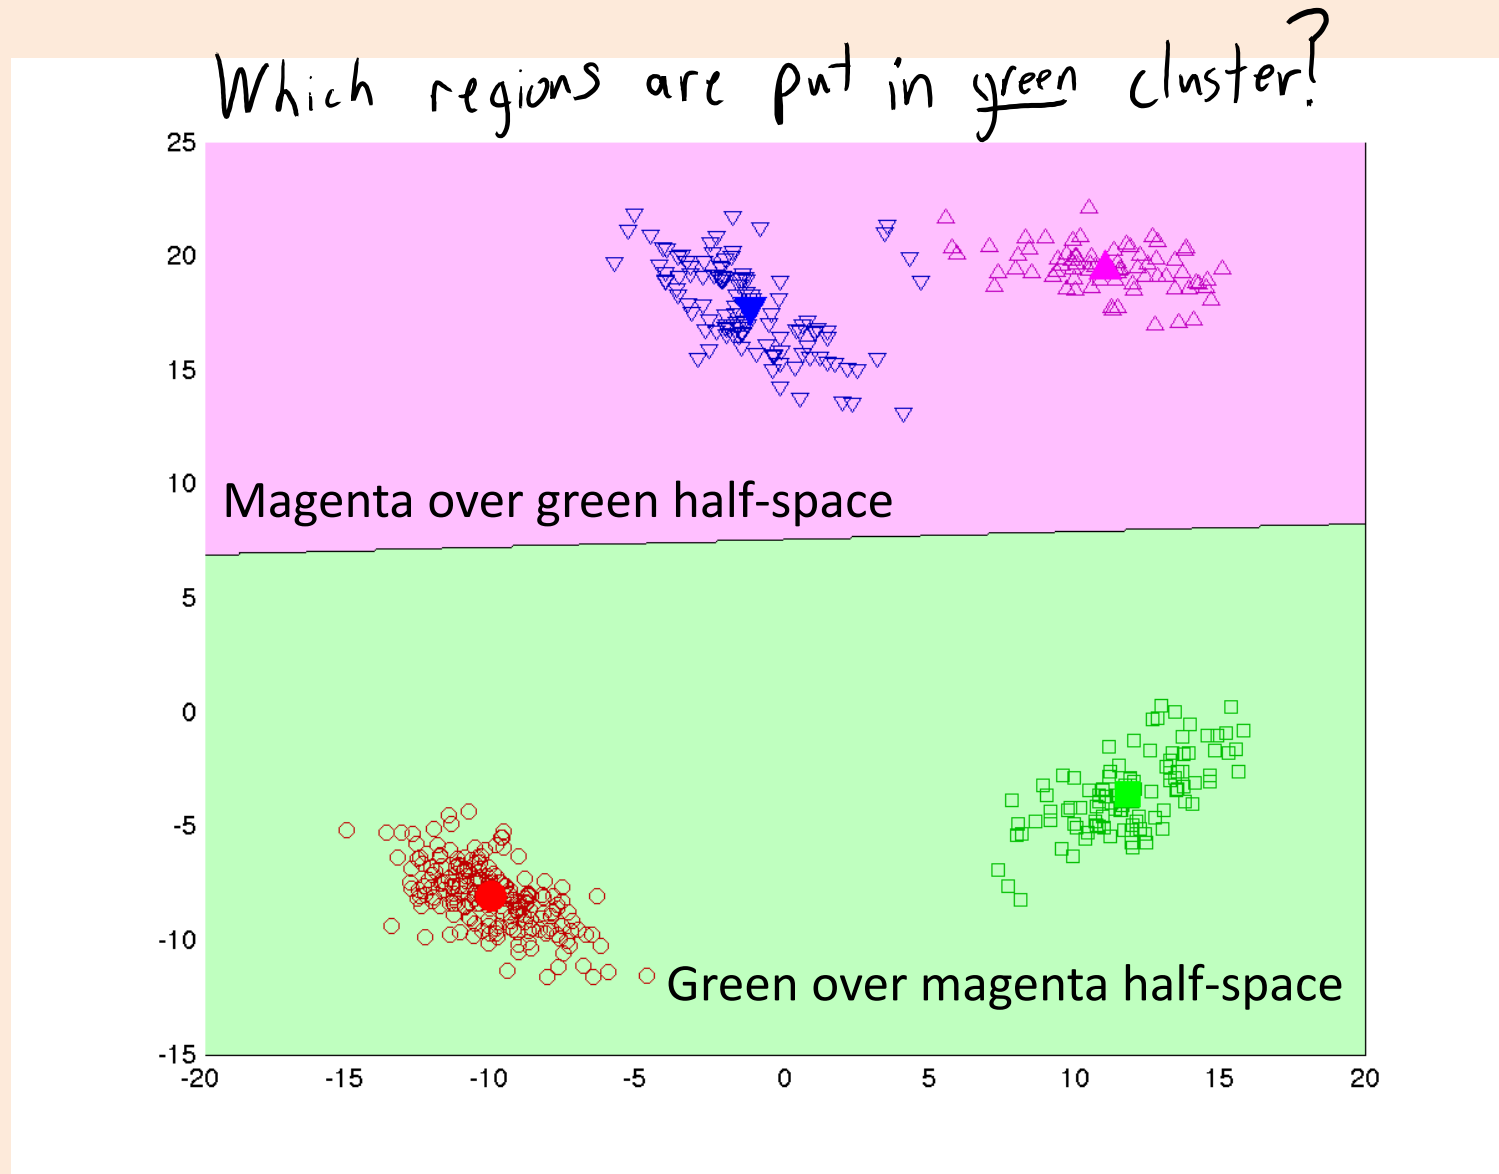 Which regions are put in green cluster?
25
20
15
10
Magenta over green half-space
5
0
-5
-10
Green over magenta half-space
-15
-20 -15 -10 -5 0 5 10 15 20